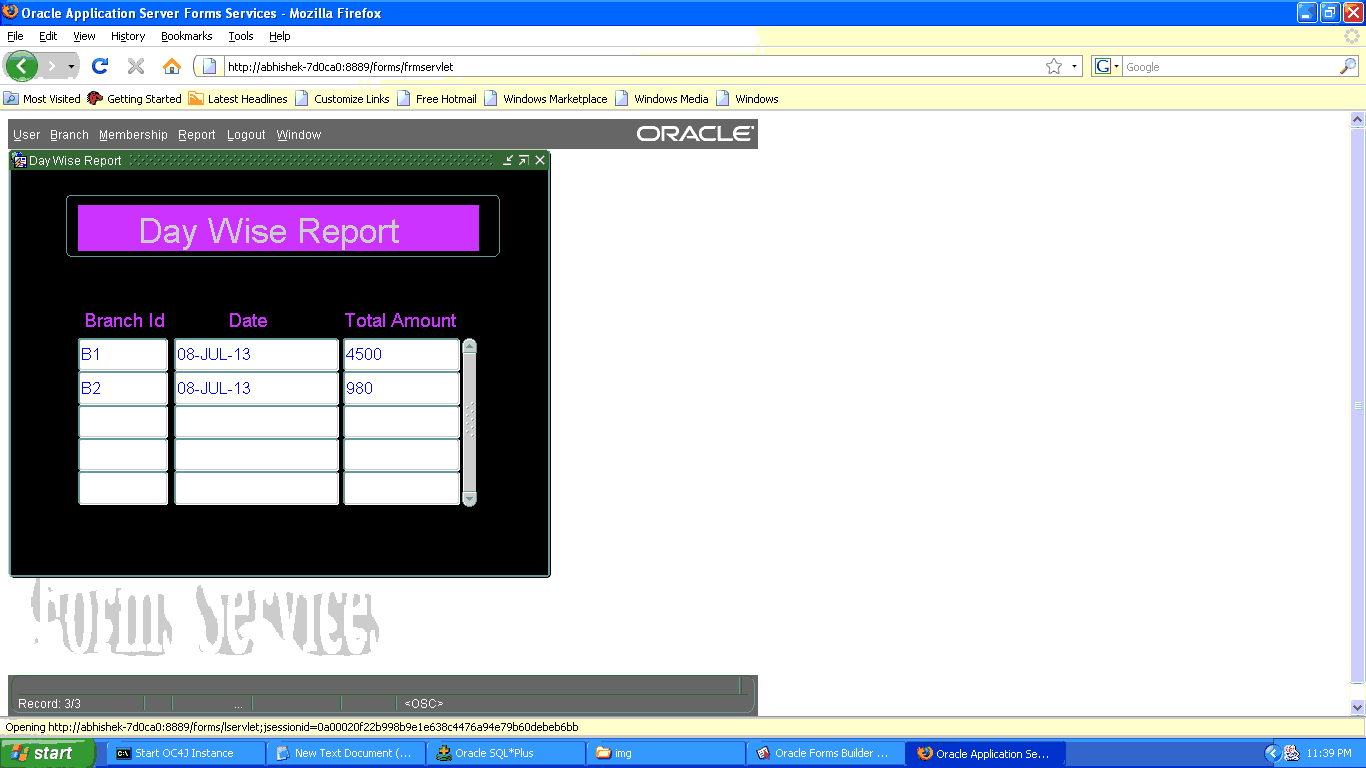 Oracle Application Server Forms Services - Mozilla Firefox
File Edit View History Bookmarks Tools Help
http://abhishek-7d0ca0:8889/forms/frmservlet
G Google
Most Visited Getting Started Latest Headlines Customize Links Free Hotmail Windows Marketplace Windows Media Windows
User Branch Membership Report Logout Window ORACLE
Day Wise Report
Day Wise Report
Branch Id Date Total Amount
B1 08-JUL-13 4500
B2 08-JUL-13 980
Form Service
Record: 3/3 ... <OSC>
Opening http://abhishek-7d0ca0:8889/forms/lservlet;jsessionid=0a00020f22b998b9e1e638c4476a94e79b60debeb6bb
start Start OC4J Instance New Text Document (... Oracle SQL*Plus img Oracle Forms Builder ... Oracle Application Se... 11:39 PM